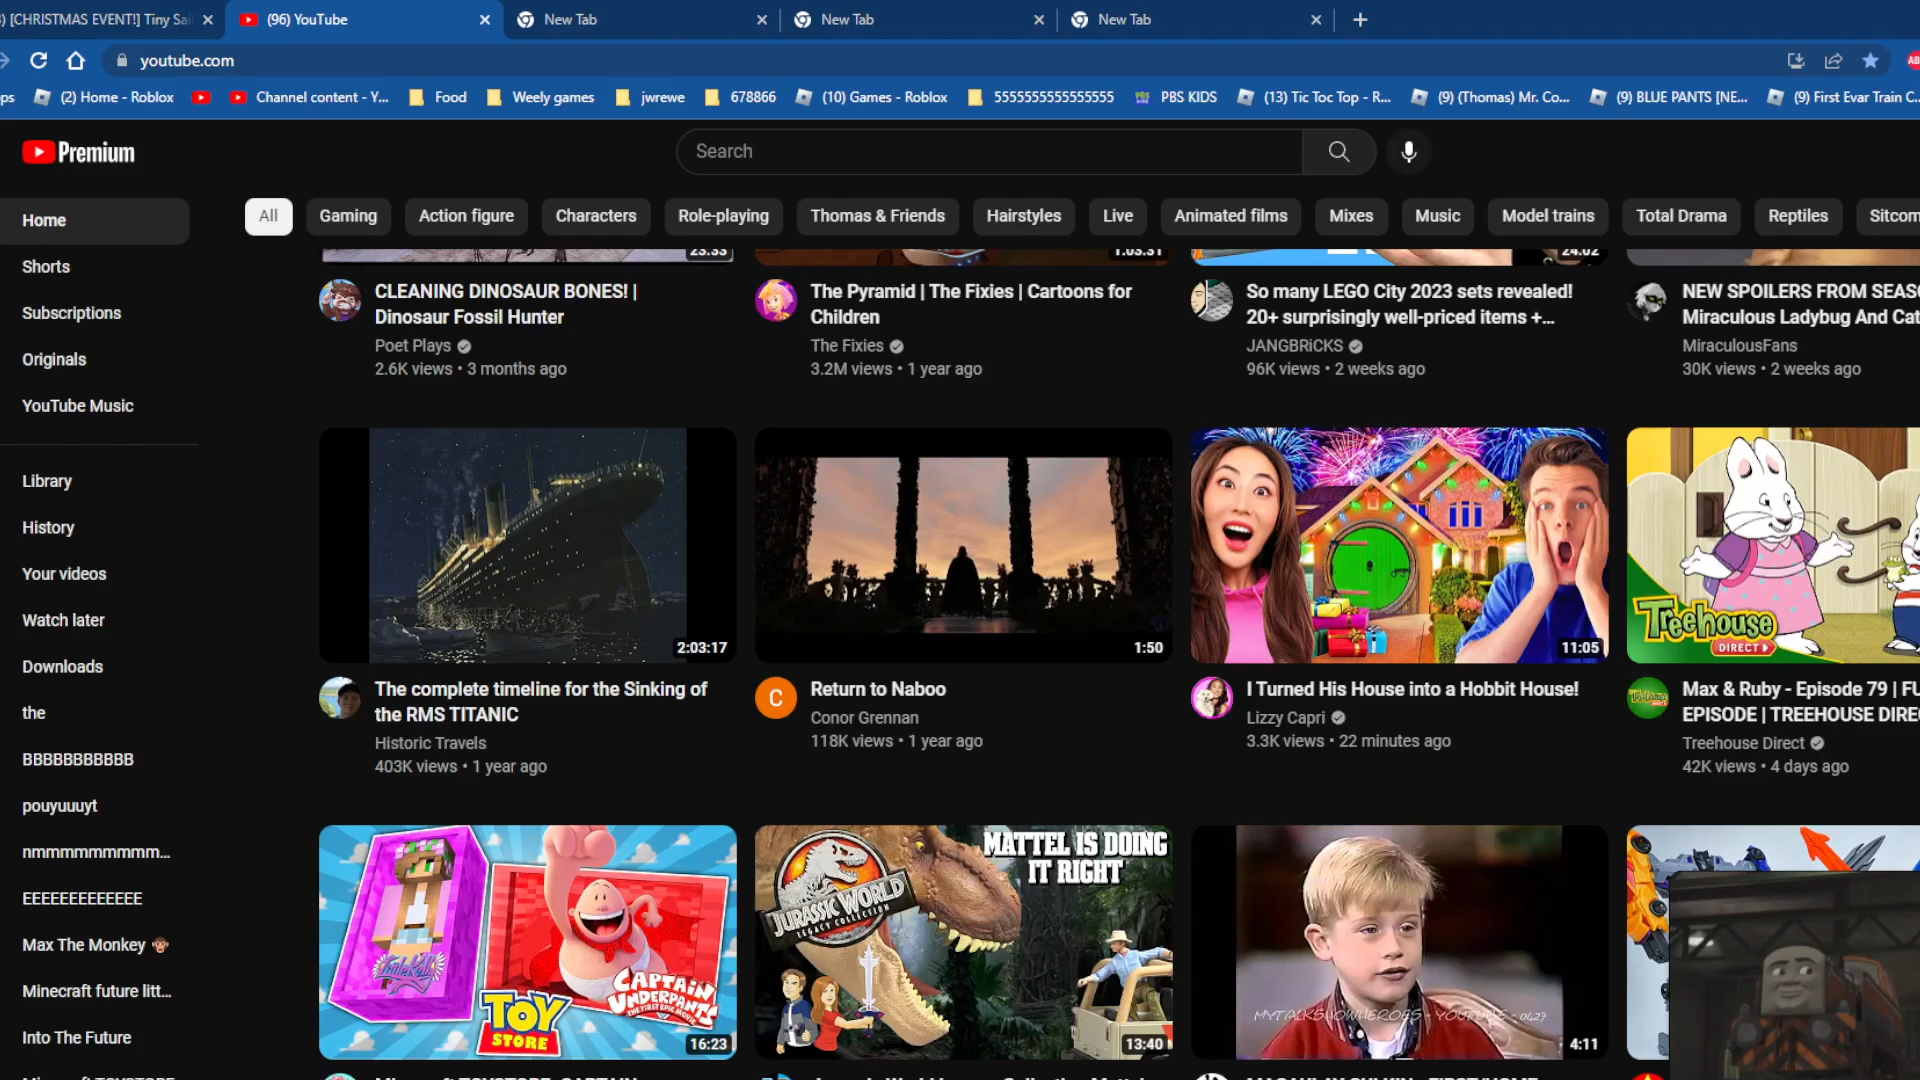 ) [CHRISTMAS EVENT!] Tiny Sai
(96) YouTube
New Tab
New Tab
New Tab
youtube.com
ps
(2) Home - Roblox
Channel content - Y...
Food
Weely games
jwrewe
678866
(10) Games - Roblox
5555555555555555
PBS KIDS
(13) Tic Toc Top - R...
(9) (Thomas) Mr. Co...
(9) BLUE PANTS [NE...
(9) First Evar Train C...
Premium
Search
Home
Shorts
Subscriptions
Originals
YouTube Music
Library
History
Your videos
Watch later
Downloads
the
BBBBBBBBBBB
pouyuuuyt
nmmmmmmmmm...
EEEEEEEEEEEEE
Max The Monkey 🐵
Minecraft future litt...
Into The Future
All
Gaming
Action figure
Characters
Role-playing
Thomas & Friends
Hairstyles
Live
Animated films
Mixes
Music
Model trains
Total Drama
Reptiles
Sitcom
23:33
1:03:31
24:02
CLEANING DINOSAUR BONES! |
Dinosaur Fossil Hunter
Poet Plays
2.6K views • 3 months ago
The Pyramid | The Fixies | Cartoons for
Children
The Fixies
3.2M views • 1 year ago
So many LEGO City 2023 sets revealed!
20+ surprisingly well-priced items +...
JANGBRiCKS
96K views • 2 weeks ago
NEW SPOILERS FROM SEAS
Miraculous Ladybug And Cat
MiraculousFans
30K views • 2 weeks ago
2:03:17
The complete timeline for the Sinking of
the RMS TITANIC
Historic Travels
403K views • 1 year ago
1:50
C
Return to Naboo
Conor Grennan
118K views • 1 year ago
11:05
I Turned His House into a Hobbit House!
Lizzy Capri
3.3K views • 22 minutes ago
Treehouse
DIRECT
Max & Ruby - Episode 79 | FU
EPISODE | TREEHOUSE DIRE
Treehouse Direct
42K views • 4 days ago
CAPTAIN
UNDERPANTS
THE FIRST EPIC MOVIE
TOY
STORE
16:23
MATTEL IS DOING
IT RIGHT
JURASSIC WORLD
LEGACY COLLECTION
13:40
MYTALKSHOWHEROES - YOUTUBE - 0427
4:11